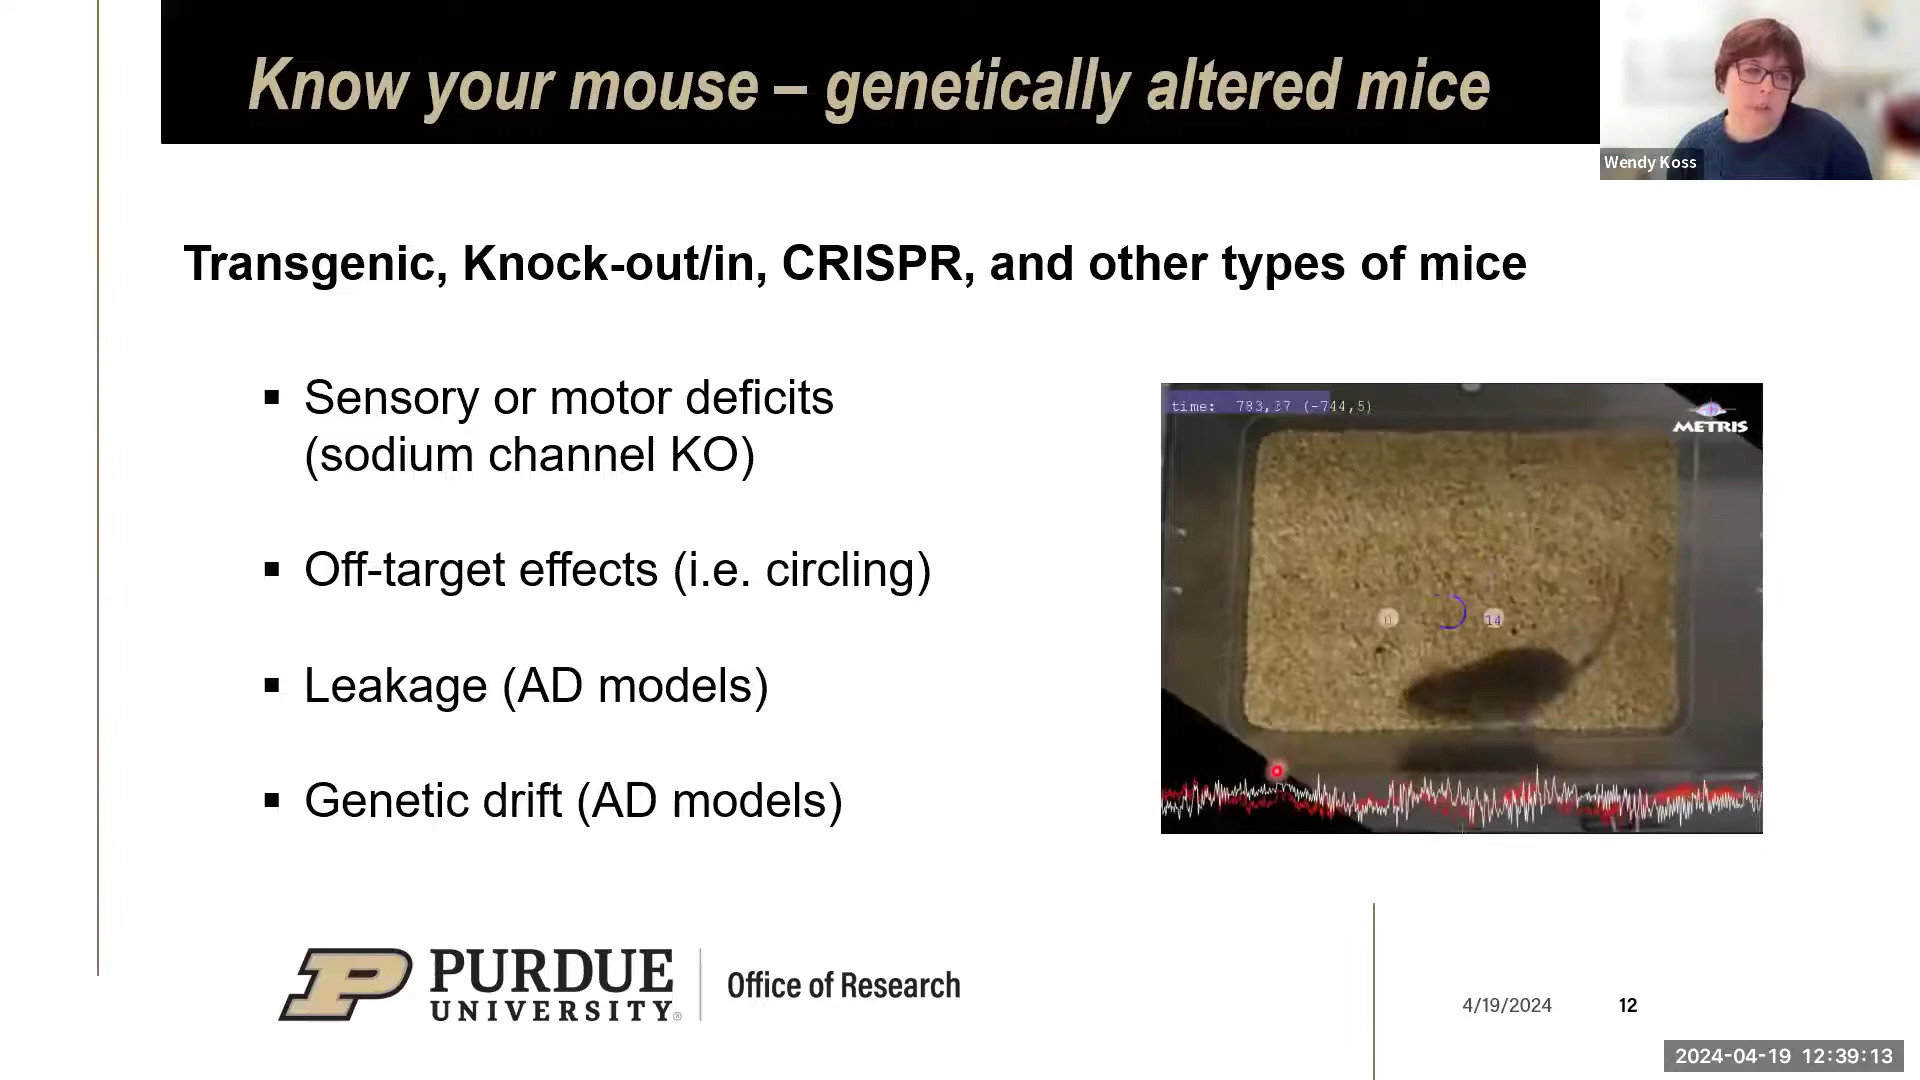 Know your mouse – genetically altered mice
Wendy Koss
Transgenic, Knock-out/in, CRISPR, and other types of mice
▪ Sensory or motor deficits
(sodium channel KO)
▪ Off-target effects (i.e. circling)
▪ Leakage (AD models)
▪ Genetic drift (AD models)
time: 783,37 (-744,5)
METRIS
0
14
P PURDUE
UNIVERSITY®
Office of Research
4/19/2024
12
2024-04-19 12:39:13